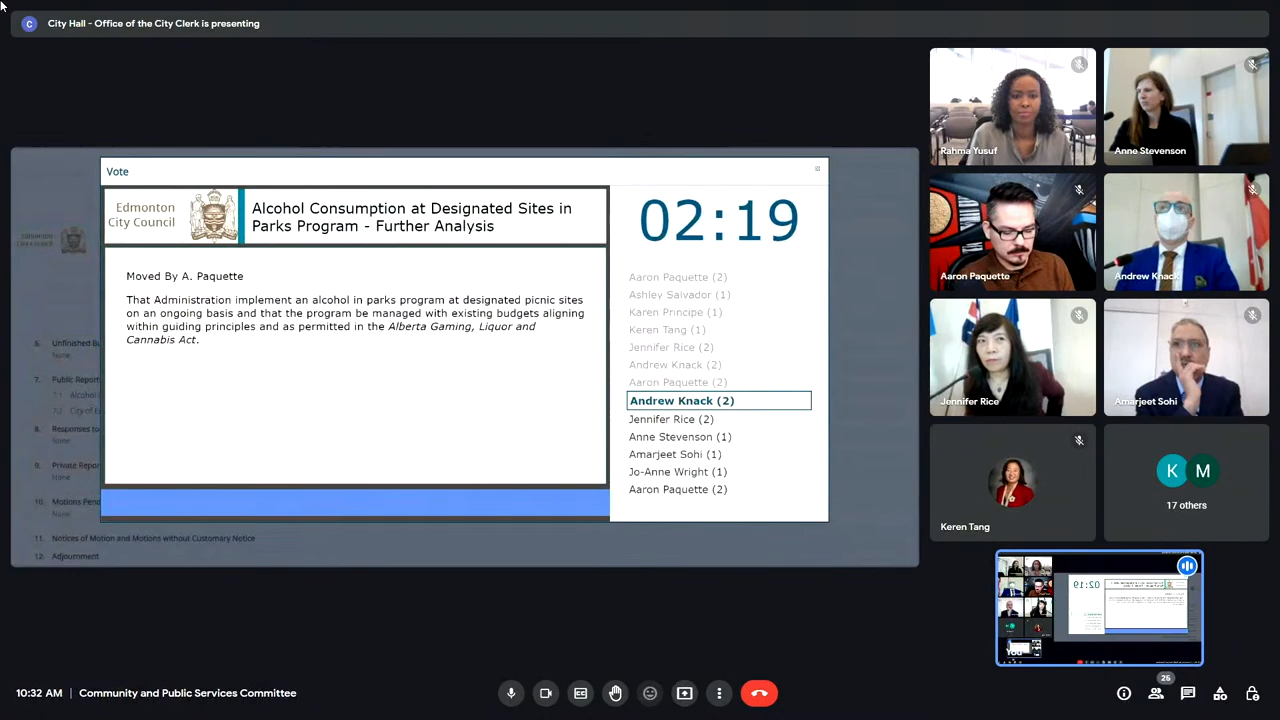 C City Hall - Office of the City Clerk is presenting
Vote
Edmonton
City Council
Alcohol Consumption at Designated Sites in
Parks Program - Further Analysis
Moved By A. Paquette
That Administration implement an alcohol in parks program at designated picnic sites
on an ongoing basis and that the program be managed with existing budgets aligning
within guiding principles and as permitted in the Alberta Gaming, Liquor and
Cannabis Act.
02:19
Aaron Paquette (2)
Ashley Salvador (1)
Karen Principe (1)
Keren Tang (1)
Jennifer Rice (2)
Andrew Knack (2)
Aaron Paquette (2)
Andrew Knack (2)
Jennifer Rice (2)
Anne Stevenson (1)
Amarjeet Sohi (1)
Jo-Anne Wright (1)
Aaron Paquette (2)
6. Unfinished
None
7. Public Report
7.1 Alcohol
7.2 City of
8. Responses to
None
9. Private Repor
None
10. Motions Pend
None
11. Notices of Motion and Motions without Customary Notice
12. Adjournment
Rahma Yusuf
Anne Stevenson
Aaron Paquette
Andrew Knack
Jennifer Rice
Amarjeet Sohi
Keren Tang
K M
17 others
02:19
You
10:32 AM | Community and Public Services Committee
25